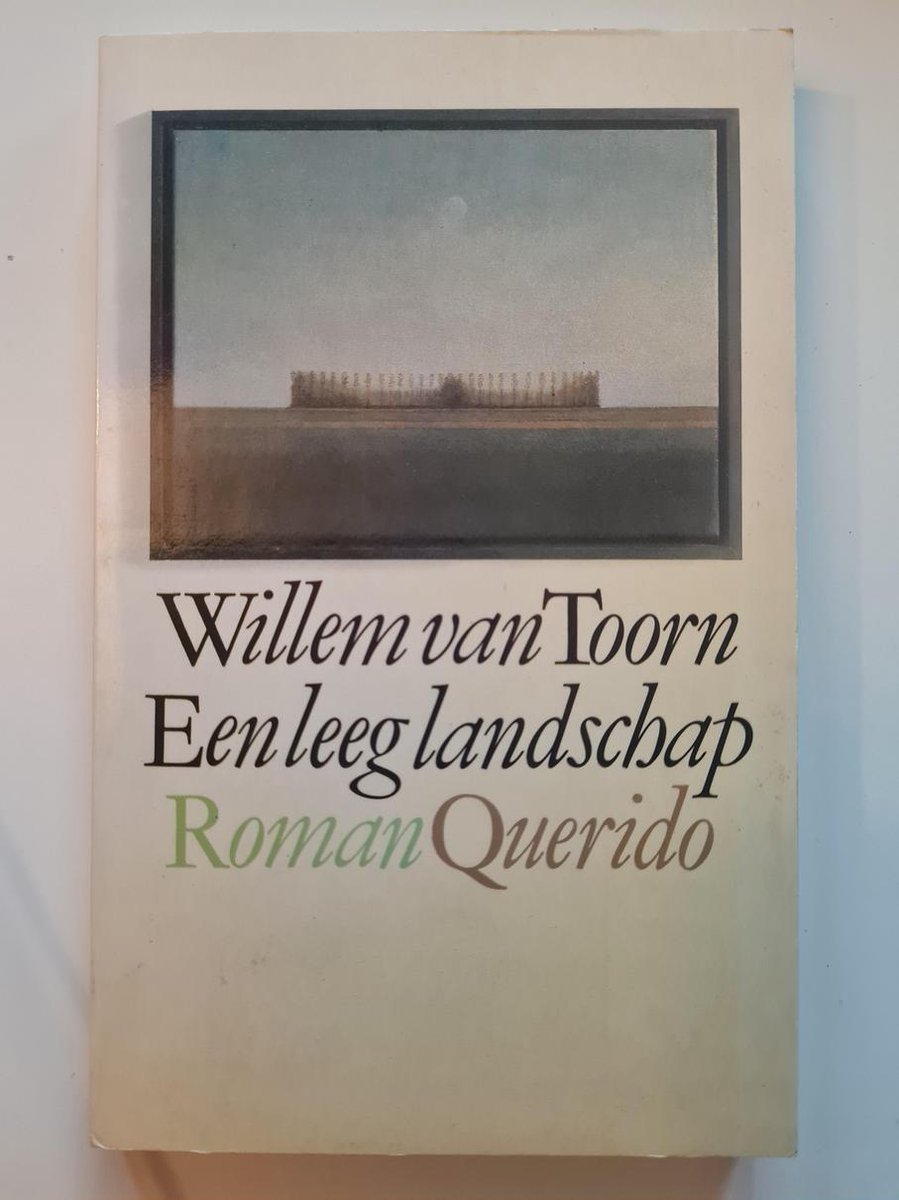 Willem van Toorn
Een leeg landschap
Roman Querido